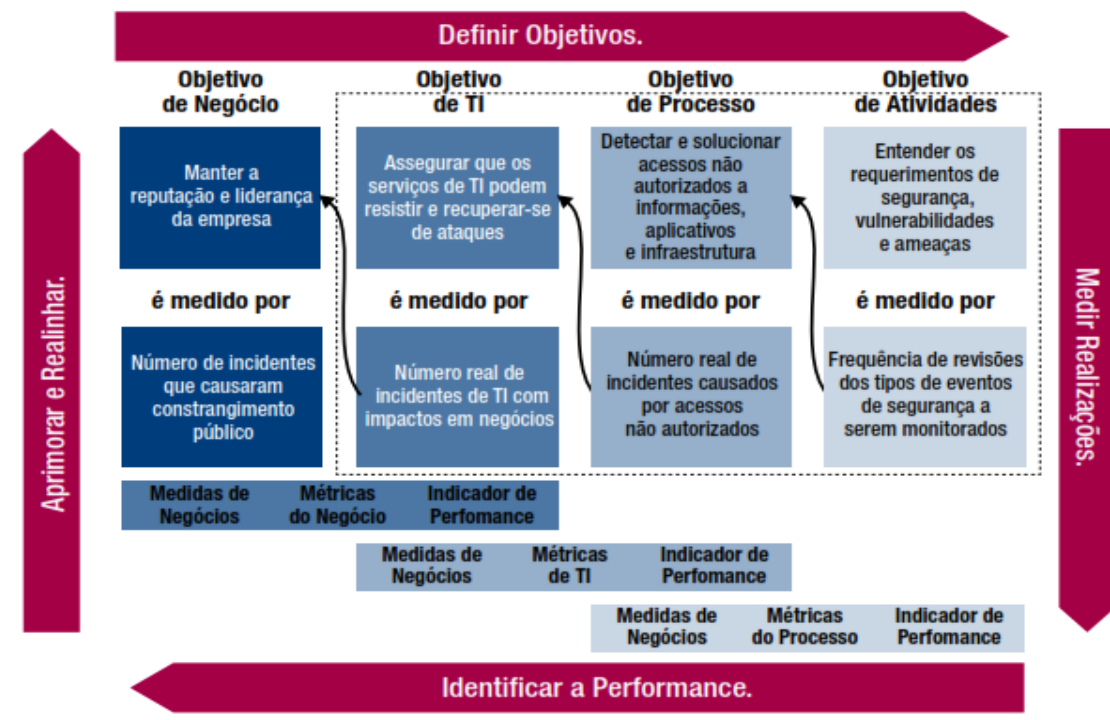 Definir Objetivos.
Objetivo
de Negócio
Objetivo
de TI
Objetivo
de Processo
Objetivo
de Atividades
Manter a
reputação e liderança
da empresa
Assegurar que os
serviços de TI podem
resistir e recuperar-se
de ataques
Detectar e solucionar
acessos não
autorizados a
informações,
aplicativos
e infraestrutura
Entender os
requerimentos de
segurança,
vulnerabilidades
e ameaças
é medido por
é medido por
é medido por
é medido por
Número de incidentes
que causaram
constrangimento
público
Número real de
incidentes de TI com
impactos em negócios
Número real de
incidentes causados
por acessos
não autorizados
Frequência de revisões
dos tipos de eventos
de segurança a
serem monitorados
Medidas de
Negócios
Métricas
do Negócio
Indicador de
Perfomance
Medidas de
Negócios
Métricas
de TI
Indicador de
Perfomance
Medidas de
Negócios
Métricas
do Processo
Indicador de
Perfomance
Aprimorar e Realinhar.
Medir Realizações.
Identificar a Performance.